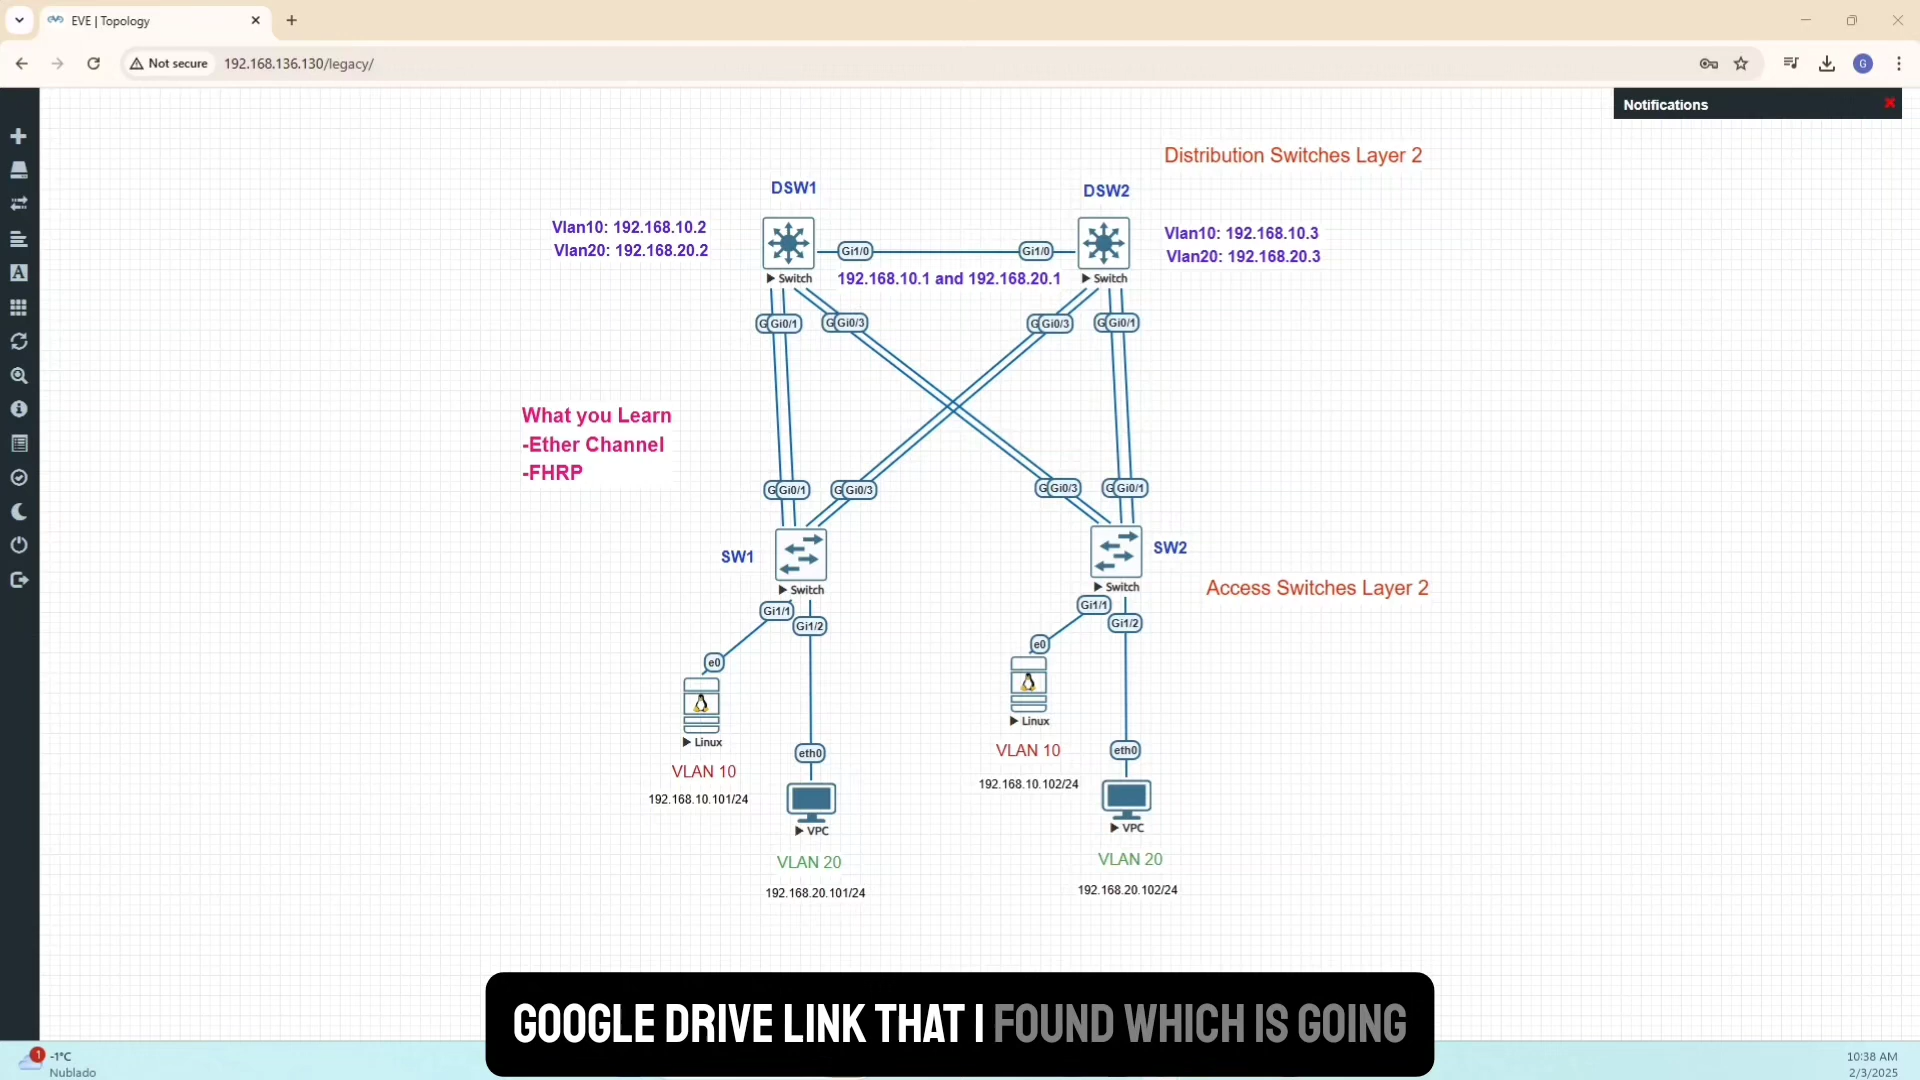 EVE | Topology
Not secure
192.168.136.130/legacy/
G
Notifications
Distribution Switches Layer 2
DSW1
DSW2
Vlan10: 192.168.10.2
Vlan20: 192.168.20.2
Vlan10: 192.168.10.3
Vlan20: 192.168.20.3
Gi1/0
Gi1/0
Switch
192.168.10.1 and 192.168.20.1
Switch
G Gi0/1
G Gi0/3
G Gi0/3
G Gi0/1
What you Learn
-Ether Channel
-FHRP
G Gi0/1
G Gi0/3
G Gi0/3
G Gi0/1
SW1
SW2
Switch
Switch
Access Switches Layer 2
Gi1/1
Gi1/2
Gi1/1
Gi1/2
e0
e0
Linux
Linux
VLAN 10
192.168.10.101/24
VLAN 10
192.168.10.102/24
eth0
eth0
VPC
VPC
VLAN 20
192.168.20.101/24
VLAN 20
192.168.20.102/24
GOOGLE DRIVE LINK THAT I FOUND WHICH IS GOING
1
-1°C
Nublado
10:38 AM
2/3/2025